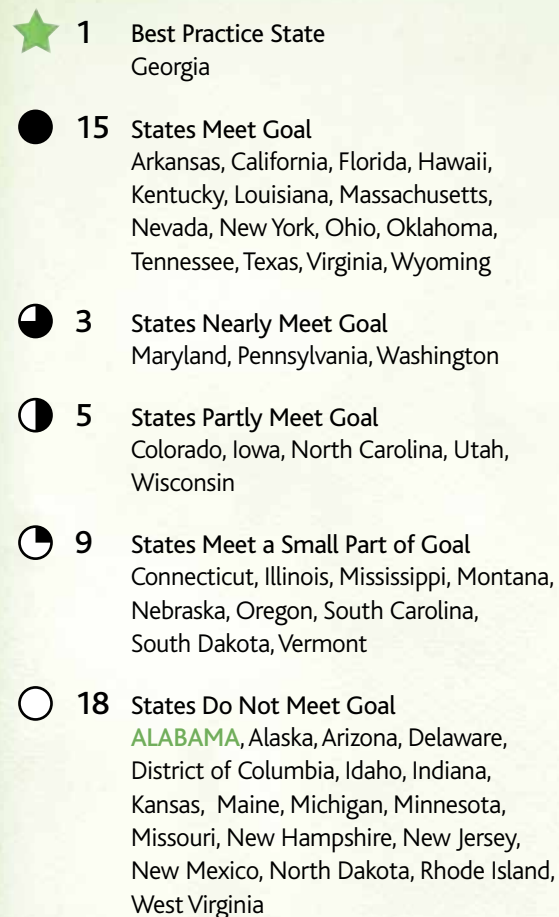 1 Best Practice State
Georgia
15 States Meet Goal
Arkansas, California, Florida, Hawaii,
Kentucky, Louisiana, Massachusetts,
Nevada, New York, Ohio, Oklahoma,
Tennessee, Texas, Virginia, Wyoming
3 States Nearly Meet Goal
Maryland, Pennsylvania, Washington
5 States Partly Meet Goal
Colorado, Iowa, North Carolina, Utah,
Wisconsin
9 States Meet a Small Part of Goal
Connecticut, Illinois, Mississippi, Montana,
Nebraska, Oregon, South Carolina,
South Dakota, Vermont
18 States Do Not Meet Goal
ALABAMA, Alaska, Arizona, Delaware,
District of Columbia, Idaho, Indiana,
Kansas, Maine, Michigan, Minnesota,
Missouri, New Hampshire, New Jersey,
New Mexico, North Dakota, Rhode Island,
West Virginia